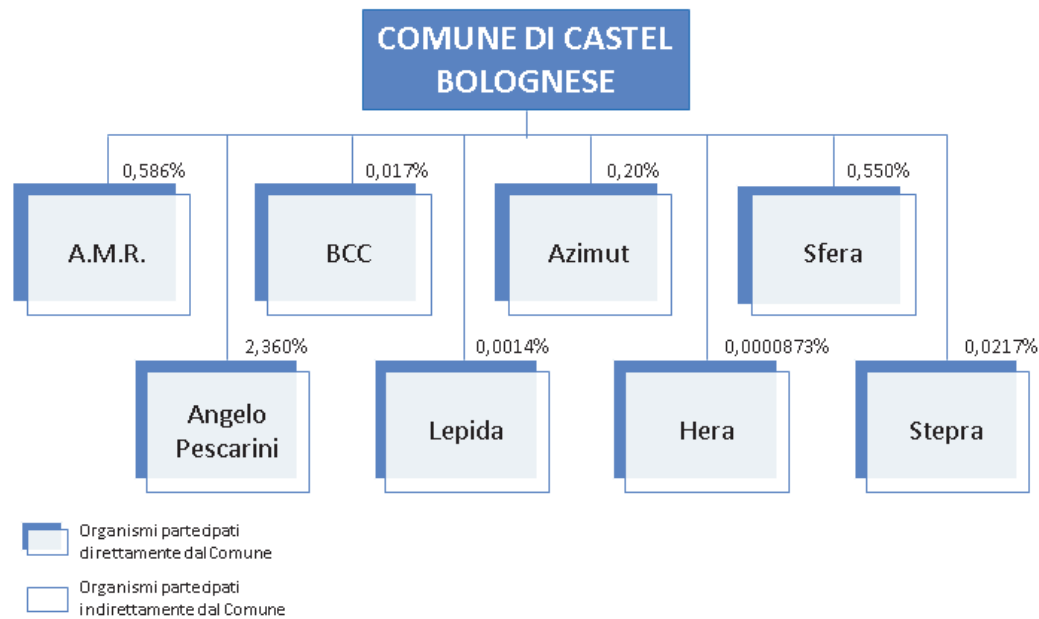 COMUNE DI CASTEL
BOLOGNESE
0,586%
0,017%
0,20%
0,550%
A.M.R.
BCC
Azimut
Sfera
2,360%
0,0014%
0,0000873%
0,0217%
Angelo
Pescarini
Lepida
Hera
Stepra
Organismi partecipati
direttamente dal Comune
Organismi partecipati
indirettamente dal Comune